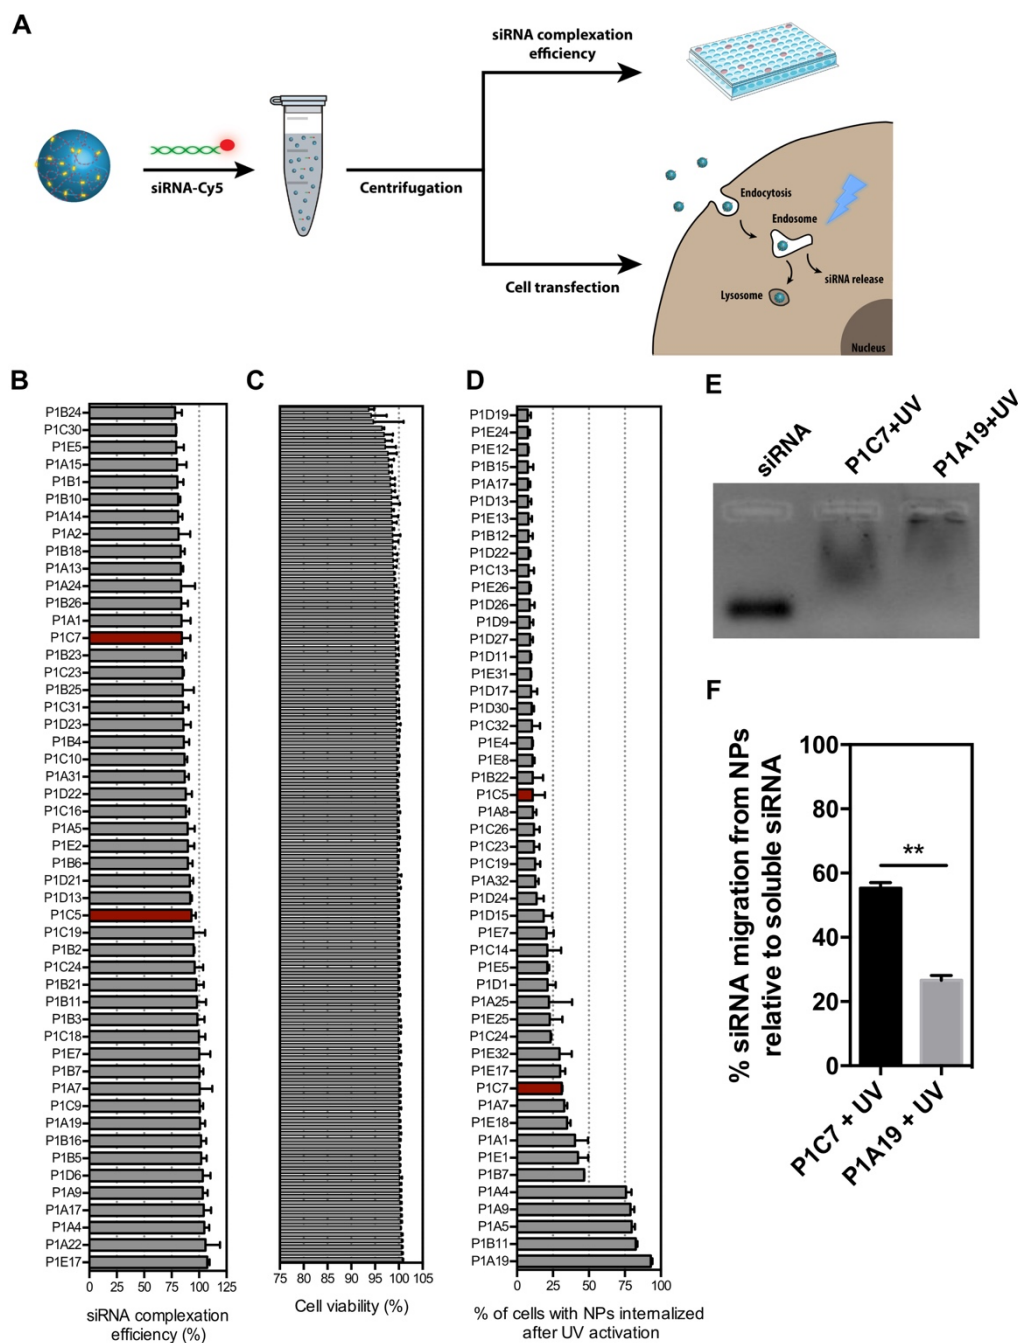 A
siRNA-Cy5
Centrifugation
siRNA complexation
efficiency
Cell transfection
Endocytosis
Endosome
siRNA release
Lysosome
Nucleus
B
P1B24
P1C30
P1E5
P1A15
P1B1
P1B10
P1A14
P1A2
P1B18
P1A13
P1A24
P1B26
P1A1
P1C7
P1B23
P1C23
P1B25
P1C31
P1D23
P1B4
P1C10
P1A31
P1D22
P1C16
P1A5
P1E2
P1B6
P1D21
P1D13
P1C5
P1C19
P1B2
P1C24
P1B21
P1B11
P1B3
P1C18
P1E7
P1B7
P1A7
P1C9
P1A19
P1B16
P1B5
P1D6
P1A9
P1A17
P1A4
P1A22
P1E17
0 25 50 75 100 125
siRNA complexation
efficiency (%)
C
75 80 85 90 95 100 105
Cell viability (%)
D
P1D19
P1E24
P1E12
P1B15
P1A17
P1D13
P1E13
P1B12
P1D22
P1C13
P1E26
P1D26
P1D9
P1D27
P1D11
P1E31
P1D17
P1D30
P1C32
P1E4
P1E8
P1B22
P1C5
P1A8
P1C26
P1C23
P1C19
P1A32
P1D24
P1D15
P1E7
P1C14
P1E5
P1D1
P1A25
P1E25
P1C24
P1E32
P1E17
P1C7
P1A7
P1E18
P1A1
P1E1
P1B7
P1A4
P1A9
P1A5
P1B11
P1A19
0 25 50 75 100
% of cells with NPs internalized
after UV activation
E
siRNA
P1C7+UV
P1A19+UV
F
% siRNA migration from NPs
relative to soluble siRNA
100
80
60
40
20
0
**
P1C7 + UV
P1A19 + UV